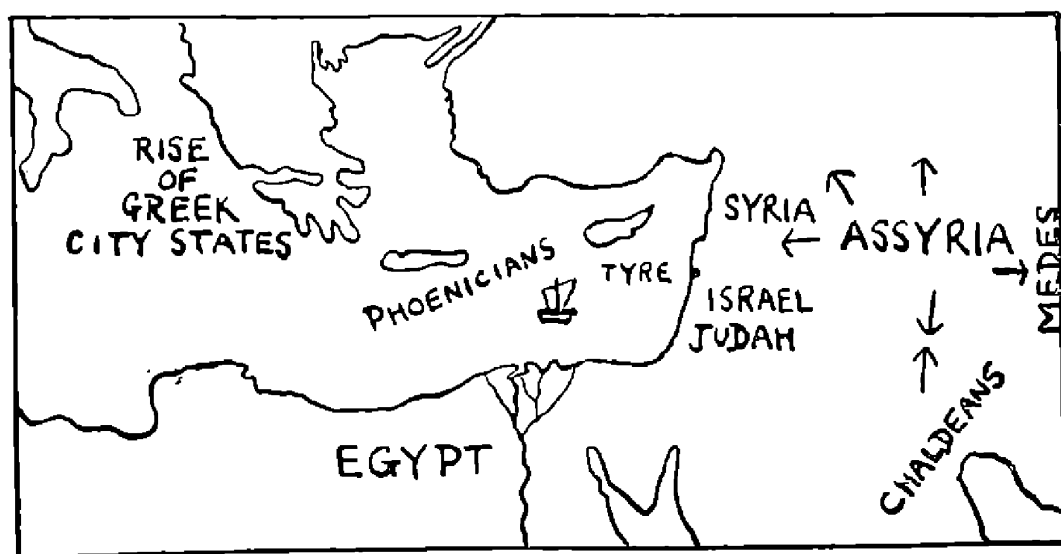 RISE
OF
GREEK
CITY STATES
PHOENICIANS
TYRE
SYRIA
ASSYRIA
MEDES
ISRAEL
JUDAH
CHALDEANS
EGYPT